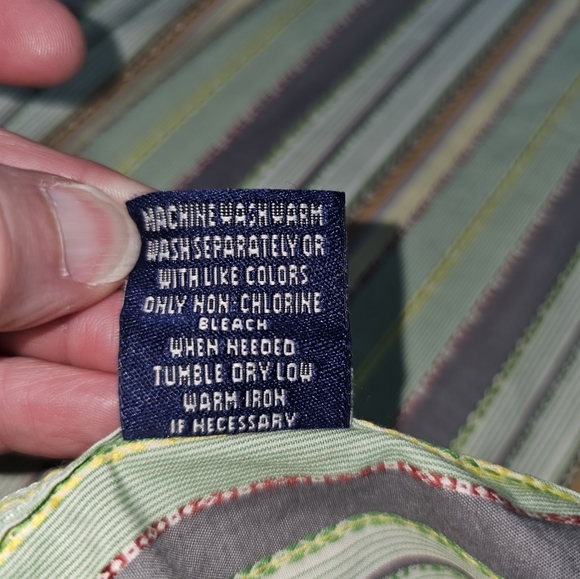 MACHINE WASH WARM
WASH SEPARATELY OR
WITH LIKE COLORS
ONLY NON-CHLORINE
BLEACH
WHEN NEEDED
TUMBLE DRY LOW
WARM IRON
IF NECESSARY